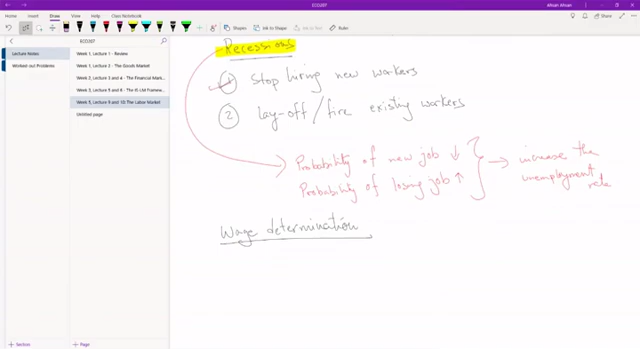 ECO207
Home
Insert
Draw
View
Help
Class Notebook
Shapes
Ink to Shape
Ruler
Lecture Notes
Worked out Problems
Week 1, Lecture 1 - Review
Week 1, Lecture 2 - The Goods Market
Week 2, Lecture 3 and 4 - The Financial Mar...
Week 5, Lecture 9 and 10: The Labor Market
Untitled page
Section
Page
Recessions
① Stop hiring new workers
② Lay-off / fire existing workers
Probability of new job ↓
Probability of losing job ↑
→ increase the
unemployment
rate
Wage determination